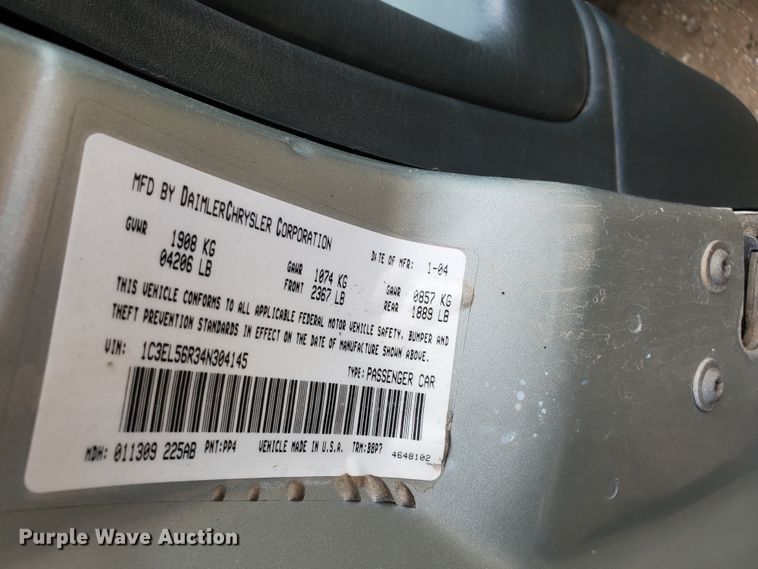 MFD BY DAIMLERCHRYSLER CORPORATION
DATE OF MFR: 1-04
GVWR 1908 KG 04206 LB
GAWR FRONT 1074 KG 2367 LB
GAWR REAR 0857 KG 1889 LB
THIS VEHICLE CONFORMS TO ALL APPLICABLE FEDERAL MOTOR VEHICLE SAFETY, BUMPER AND
THEFT PREVENTION STANDARDS IN EFFECT ON THE DATE OF MANUFACTURE SHOWN ABOVE.
VIN: 1C3EL56R34N304145
TYPE: PASSENGER CAR
MDH: 011309 225AB PNT:PP4 VEHICLE MADE IN U.S.A. TRM:BBP7
4648102
Purple Wave Auction